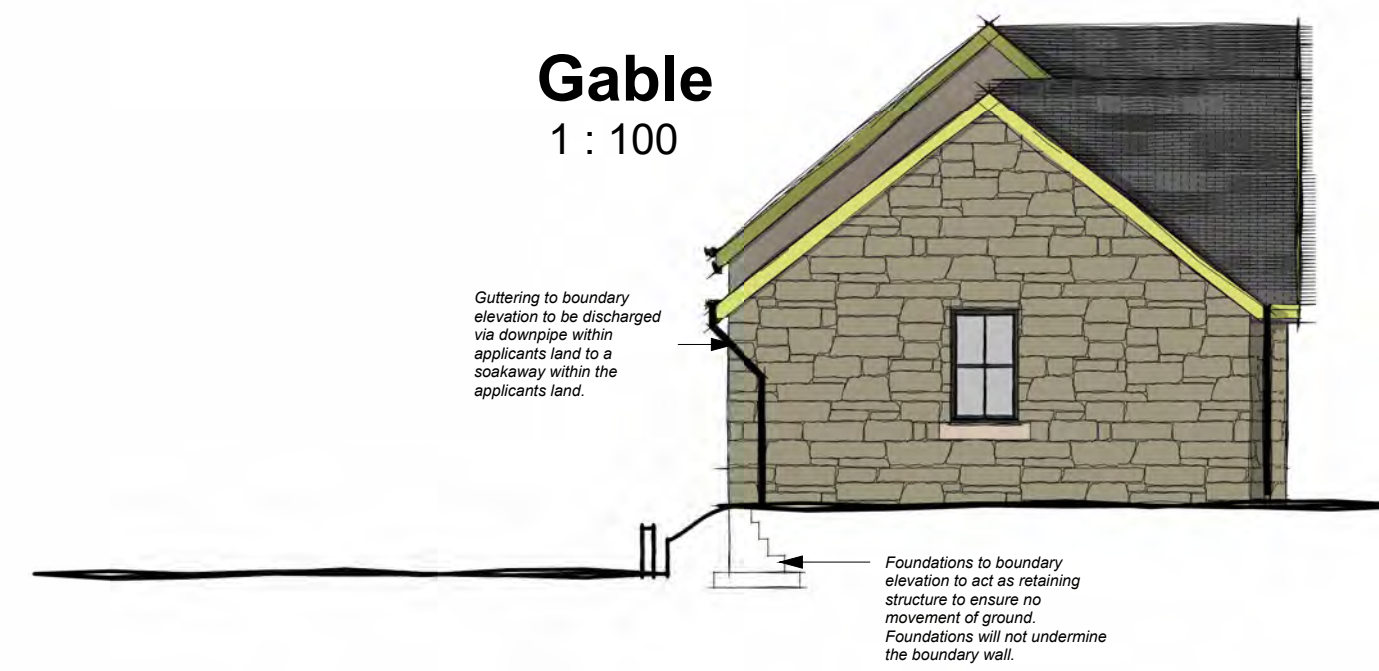 Gable
1 : 100
Guttering to boundary
elevation to be discharged
via downpipe within
applicants land to a
soakaway within the
applicants land.
Foundations to boundary
elevation to act as retaining
structure to ensure no
movement of ground.
Foundations will not undermine
the boundary wall.